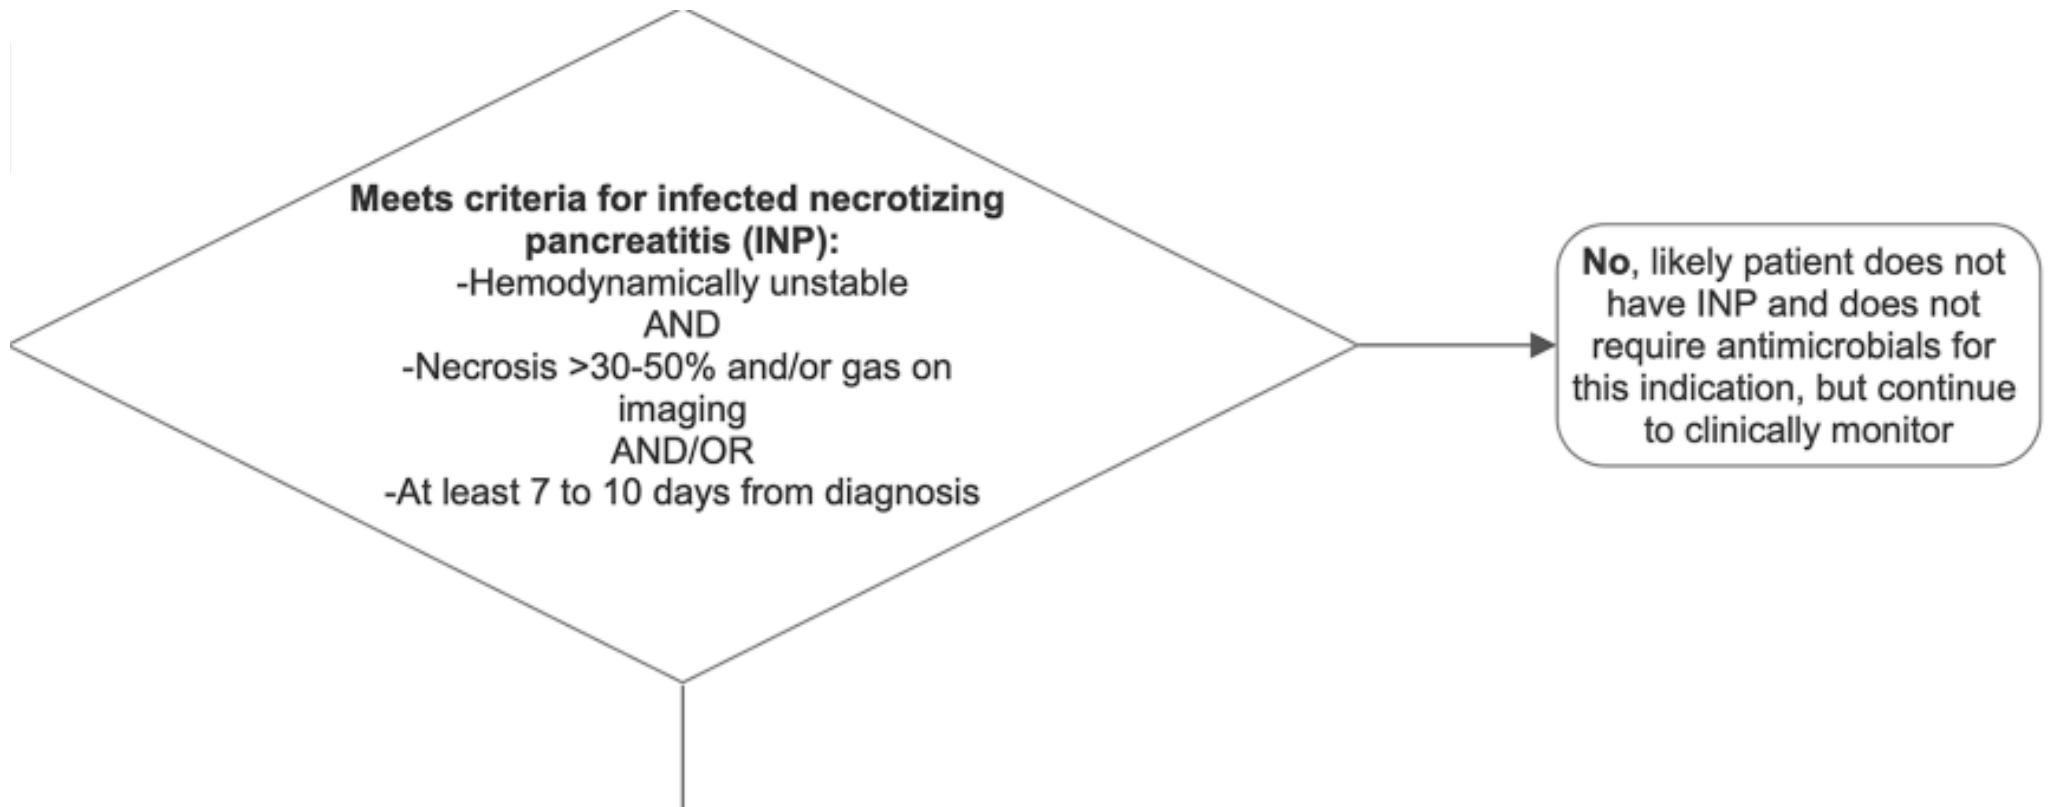 Meets criteria for infected necrotizing
pancreatitis (INP):
-Hemodynamically unstable
AND
-Necrosis >30-50% and/or gas on
imaging
AND/OR
-At least 7 to 10 days from diagnosis
No, likely patient does not
have INP and does not
require antimicrobials for
this indication, but continue
to clinically monitor